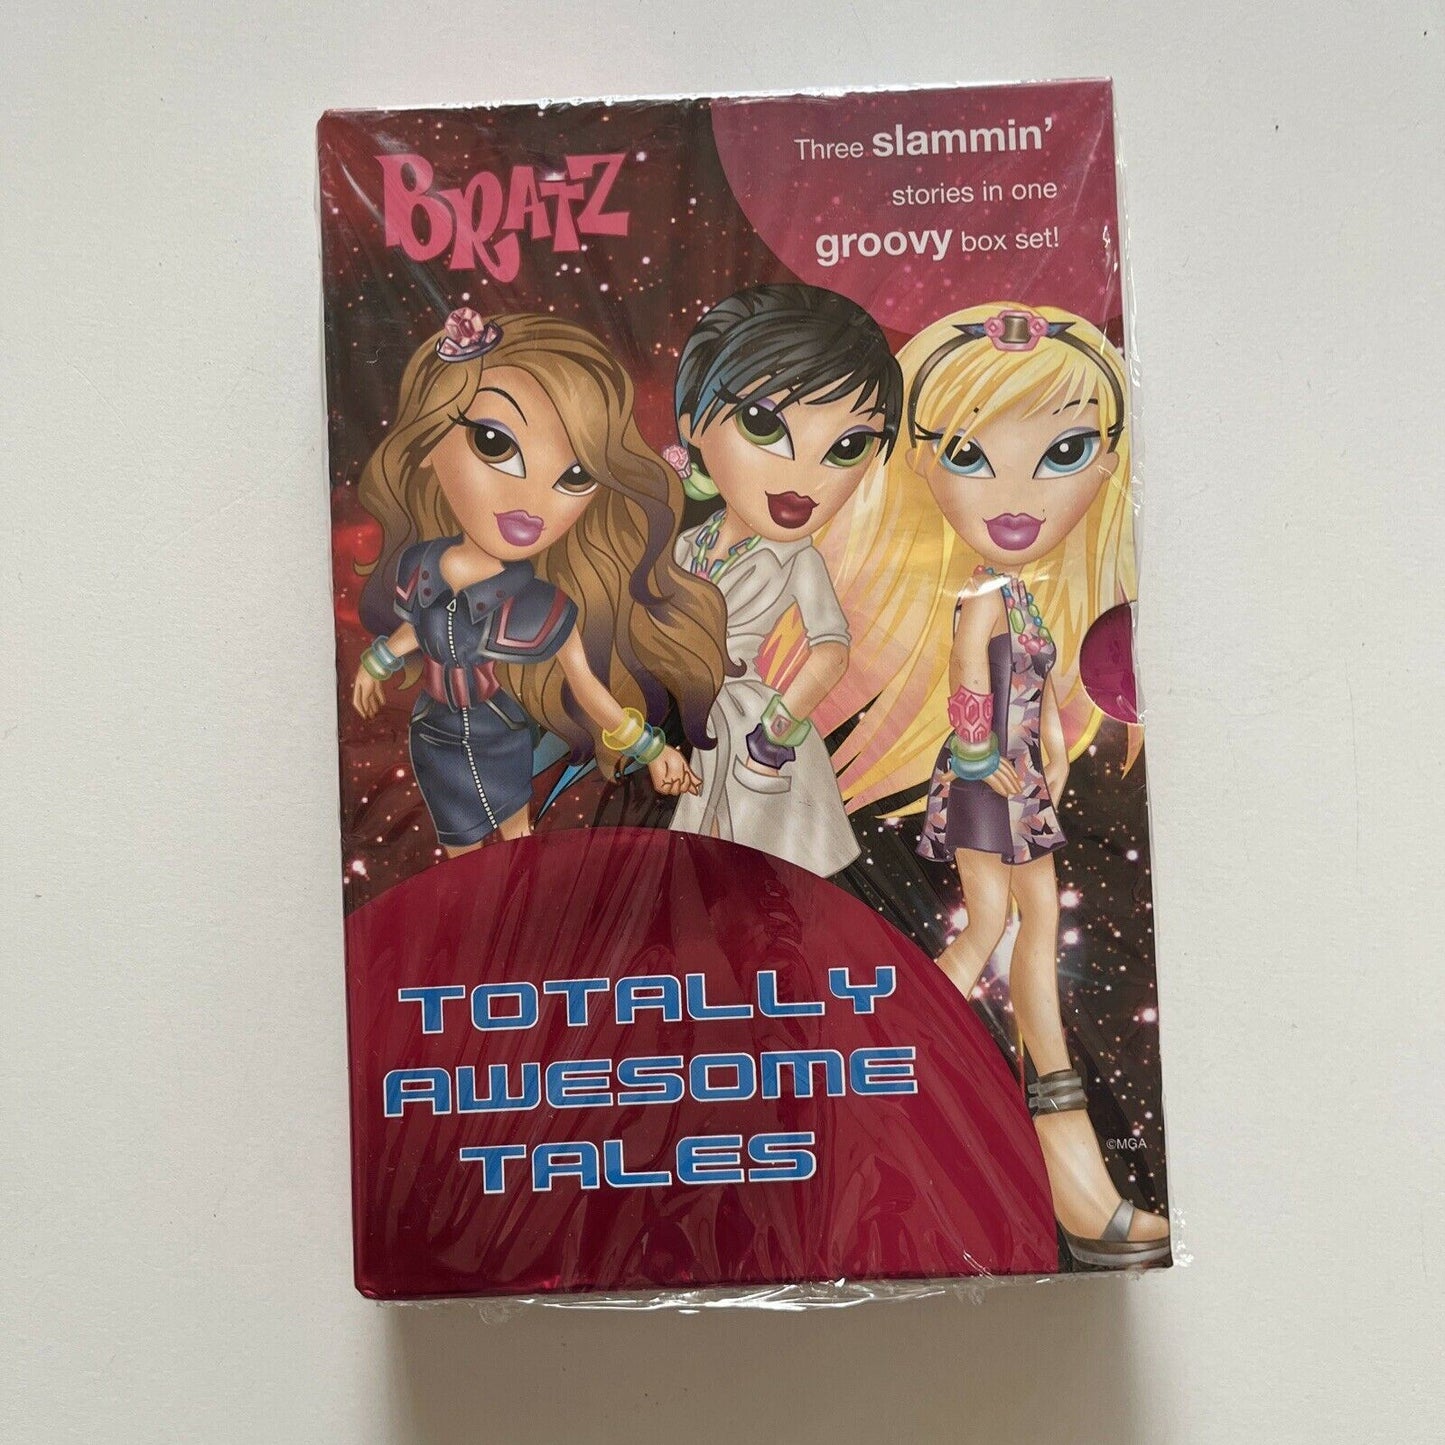 BRATZ
Three slammin'
stories in one
groovy box set!
TOTALLY
AWESOME
TALES
©MGA